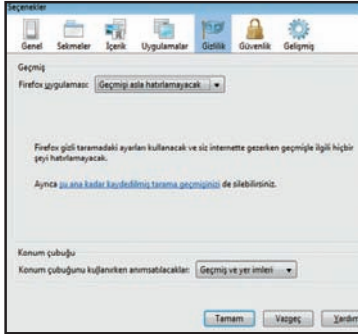 Seçenekler
Genel Sekmeler İçerik Uygulamalar Gizlilik Güvenlik Gelişmiş
Geçmiş
Firefox uygulaması: Geçmişi asla hatırlamayacak
Firefox gizli taramadaki ayarları kullanacak ve siz internette gezerken geçmişle ilgili hiçbir
şeyi hatırlamayacak.
Ayrıca şu ana kadar kaydedilmiş tarama geçmişinizi de silebilirsiniz.
Konum çubuğu
Konum çubuğunu kullanırken anımsatılacaklar: Geçmiş ve yer imleri
Tamam Vazgeç Yardım